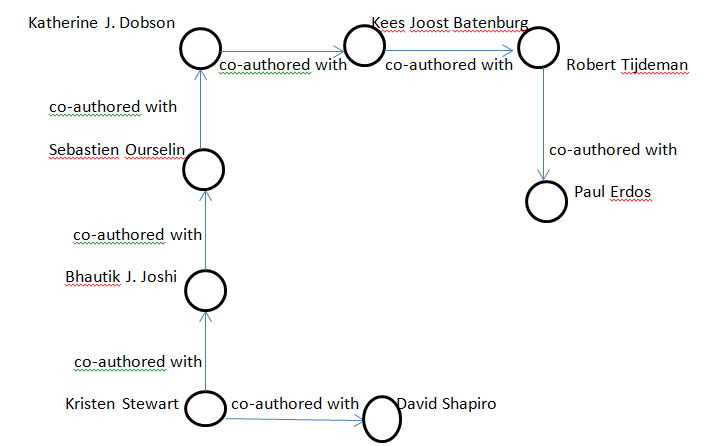 Katherine J. Dobson
Kees Joost Batenburg
co-authored with
co-authored with
Robert Tijdeman
co-authored with
Sebastien Ourselin
co-authored with
Paul Erdos
co-authored with
Bhautik J. Joshi
co-authored with
Kristen Stewart
co-authored with
David Shapiro